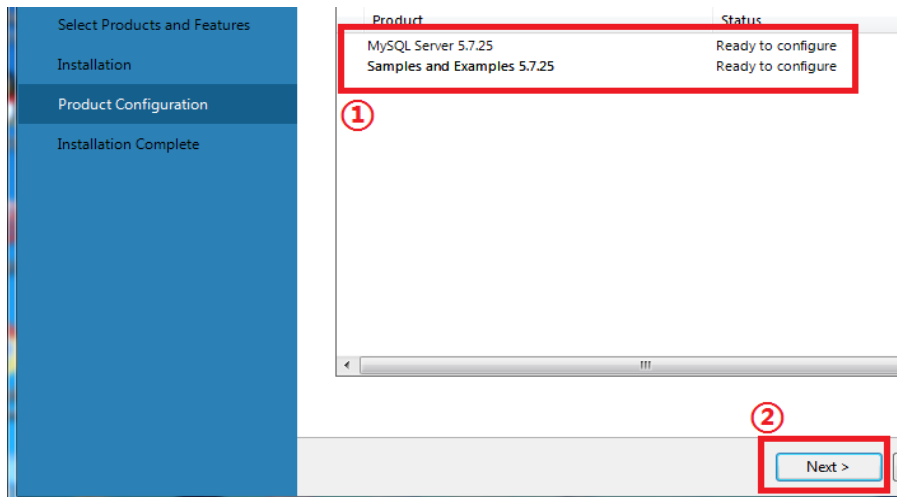 Select Products and Features
Installation
Product Configuration
Installation Complete
Product Status
MySQL Server 5.7.25 Ready to configure
Samples and Examples 5.7.25 Ready to configure
①
②
Next >